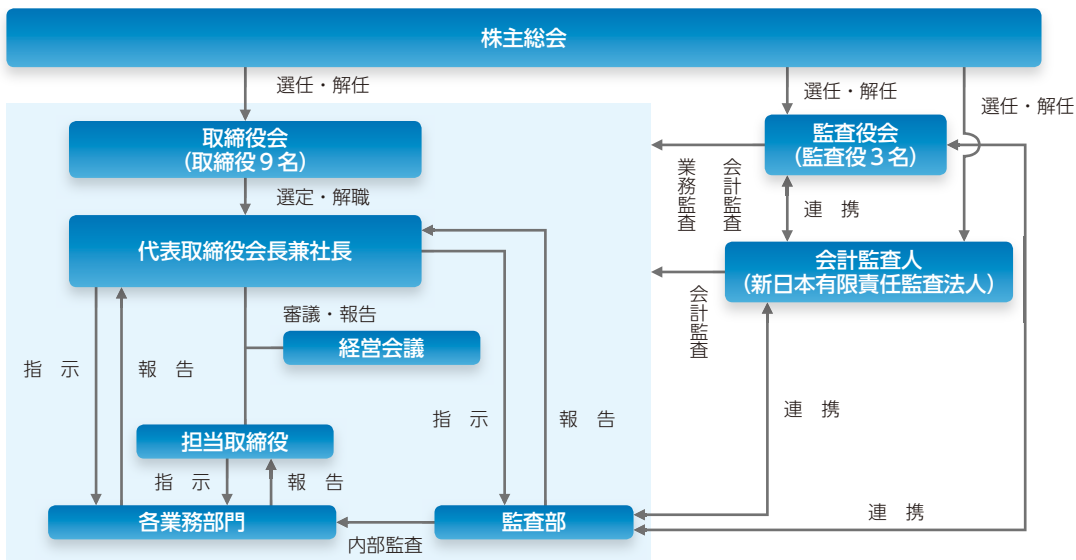 株主総会
選任・解任
選任・解任
選任・解任
取締役会
（取締役９名）
監査役会
（監査役３名）
選定・解職
業務監査
会計監査
連　携
代表取締役会長兼社長
会計監査人
（新日本有限責任監査法人）
会計監査
審議・報告
経営会議
指　示
報　告
指　示
報　告
連　携
担当取締役
指　示
報　告
各業務部門
監査部
連　携
内部監査